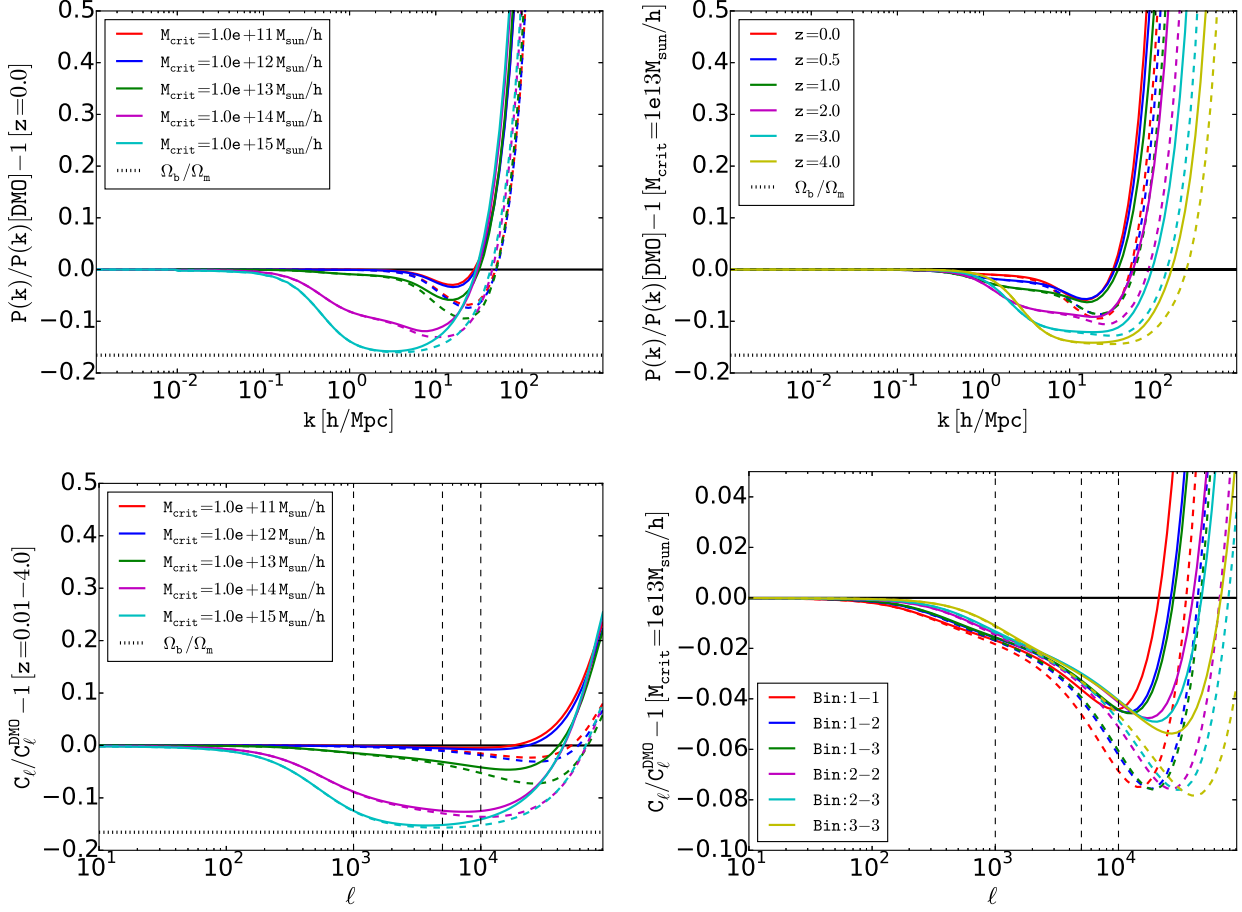 P(k)/P(k)[DMO]−1 [z=0.0]
0.5
0.4
0.3
0.2
0.1
0.0
−0.1
−0.2
M_crit=1.0e+11 M_sun/h
M_crit=1.0e+12 M_sun/h
M_crit=1.0e+13 M_sun/h
M_crit=1.0e+14 M_sun/h
M_crit=1.0e+15 M_sun/h
Ω_b/Ω_m
10^-2 10^-1 10^0 10^1 10^2
k [h/Mpc]
P(k)/P(k)[DMO]−1 [M_crit=1e13M_sun/h]
0.5
0.4
0.3
0.2
0.1
0.0
−0.1
−0.2
z=0.0
z=0.5
z=1.0
z=2.0
z=3.0
z=4.0
Ω_b/Ω_m
10^-2 10^-1 10^0 10^1 10^2
k [h/Mpc]
C_ℓ/C_ℓ^DMO−1 [z=0.01−4.0]
0.5
0.4
0.3
0.2
0.1
0.0
−0.1
−0.2
M_crit=1.0e+11 M_sun/h
M_crit=1.0e+12 M_sun/h
M_crit=1.0e+13 M_sun/h
M_crit=1.0e+14 M_sun/h
M_crit=1.0e+15 M_sun/h
Ω_b/Ω_m
10^1 10^2 10^3 10^4
ℓ
C_ℓ/C_ℓ^DMO−1 [M_crit=1e13M_sun/h]
0.04
0.02
0.00
−0.02
−0.04
−0.06
−0.08
−0.10
Bin:1−1
Bin:1−2
Bin:1−3
Bin:2−2
Bin:2−3
Bin:3−3
10^1 10^2 10^3 10^4
ℓ